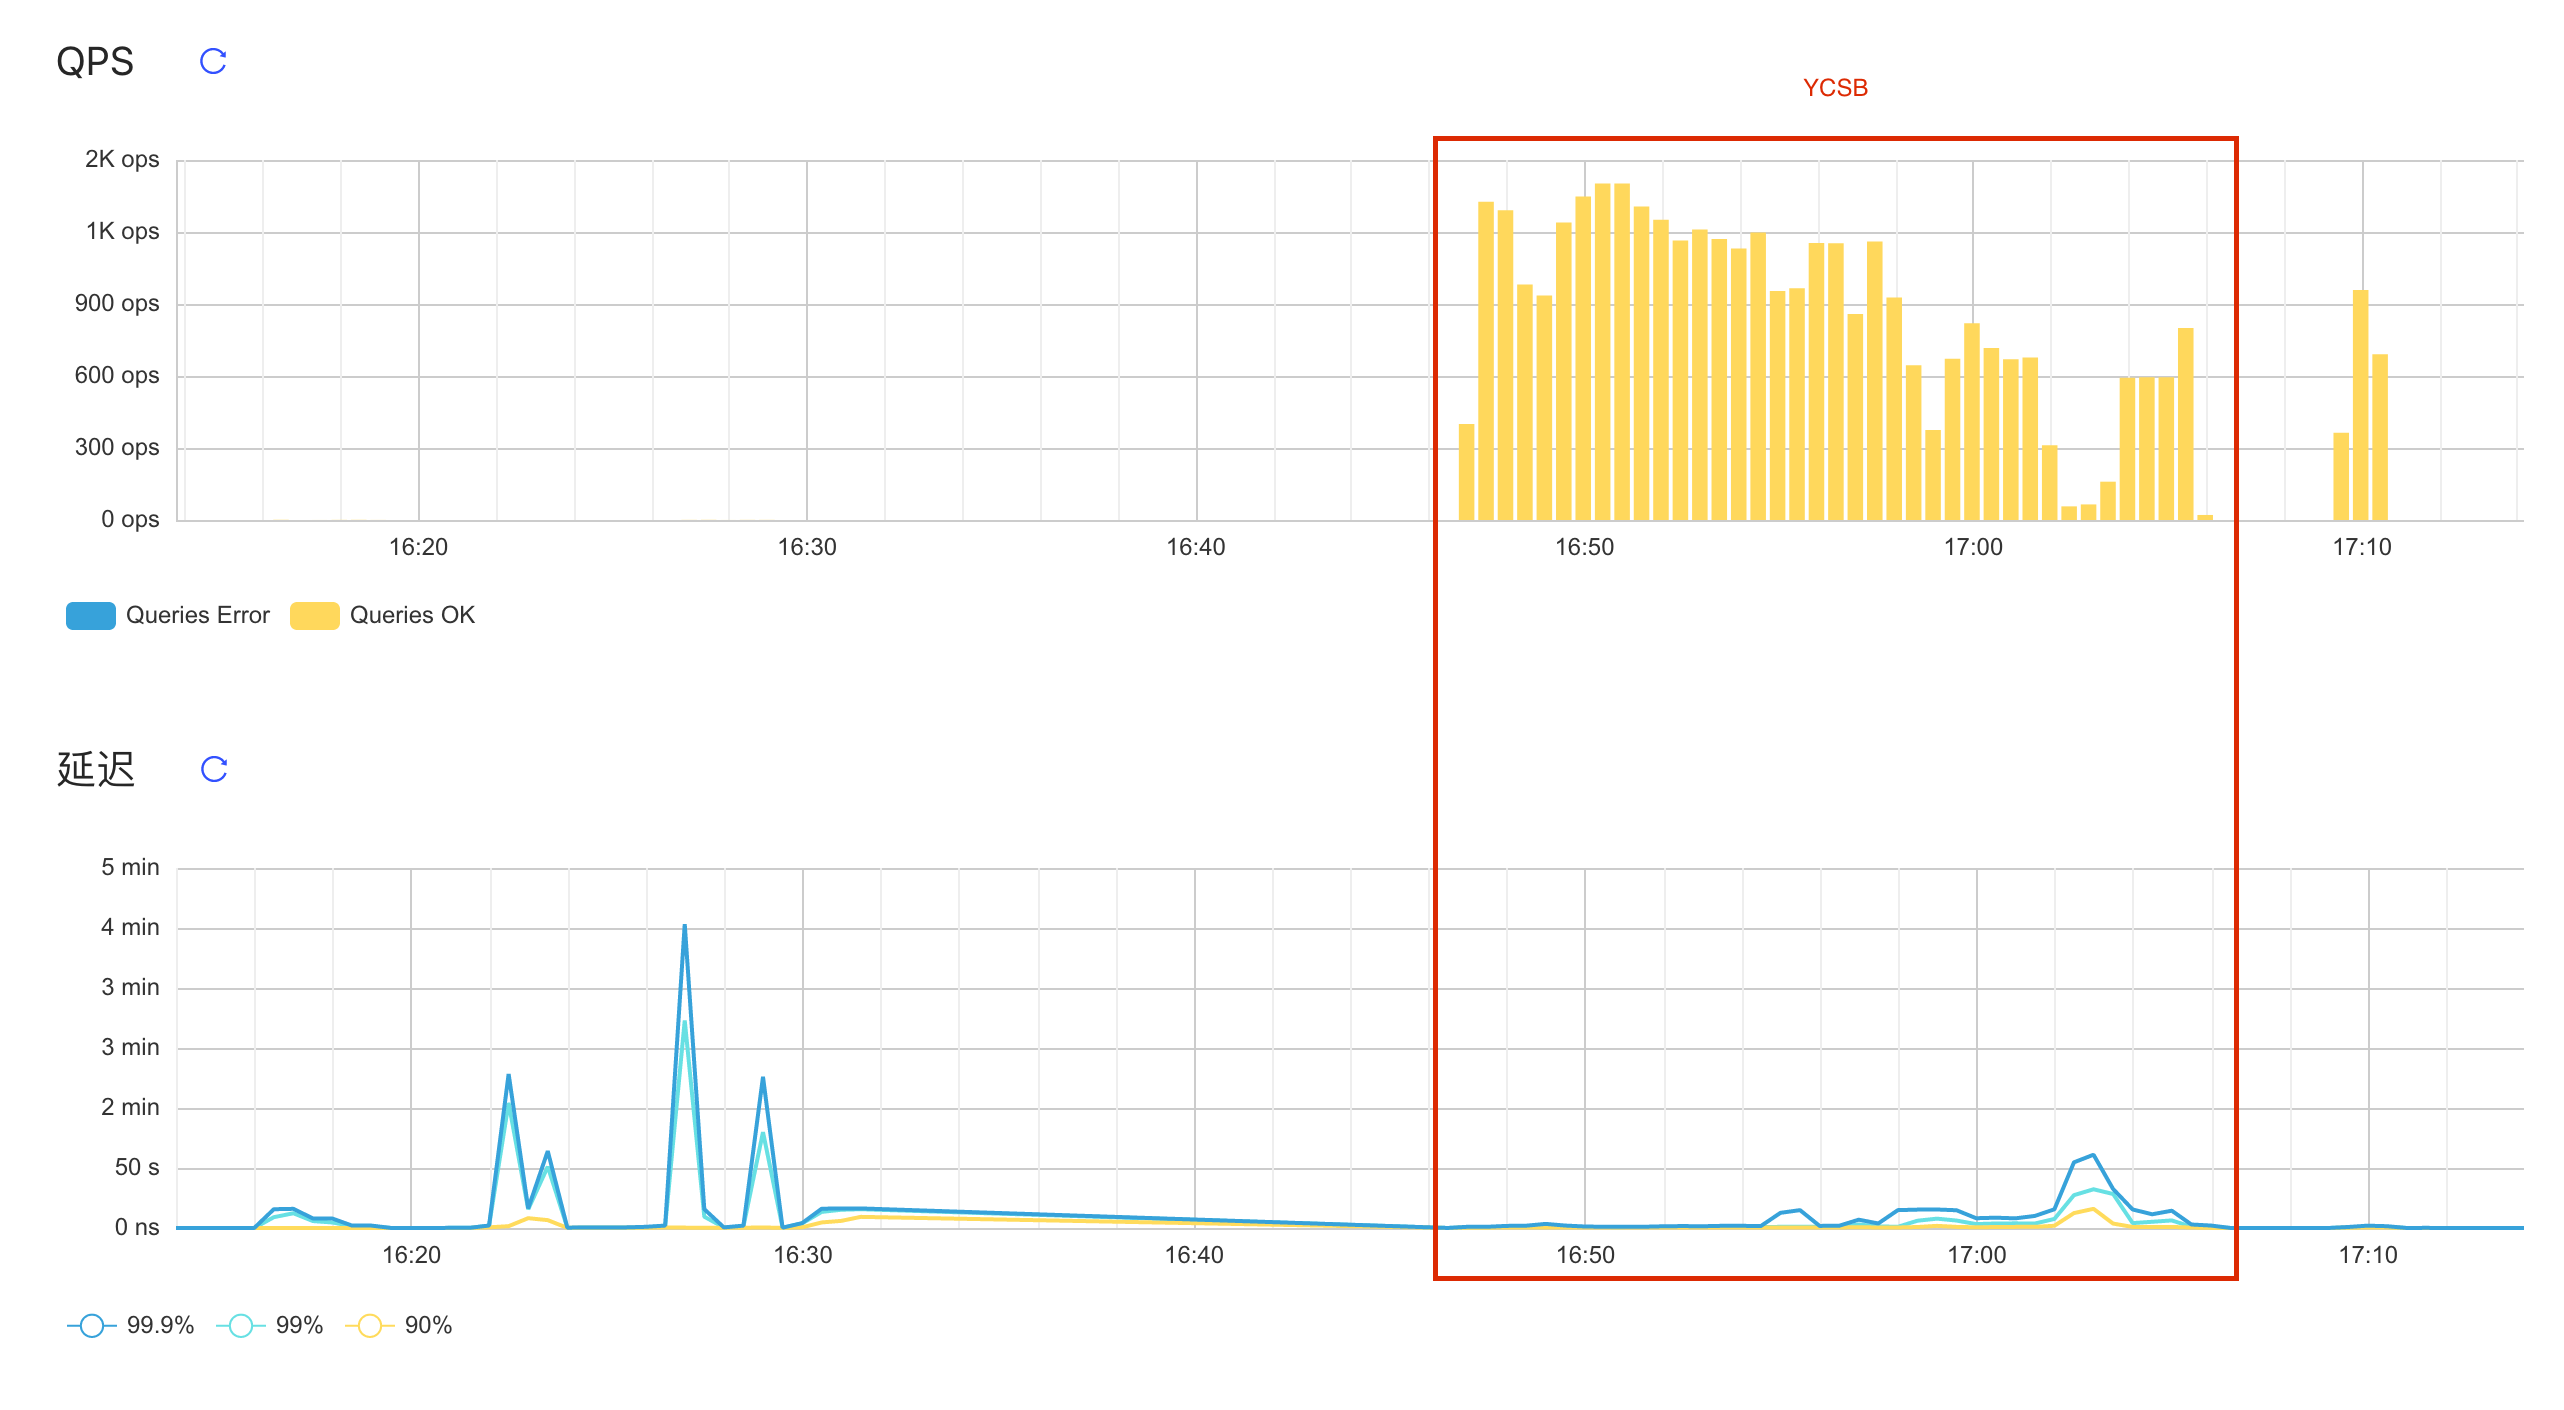 QPS
YCSB
2K ops
1K ops
900 ops
600 ops
300 ops
0 ops
16:20 16:30 16:40 16:50 17:00 17:10
Queries Error Queries OK
延迟
5 min
4 min
3 min
3 min
2 min
50 s
0 ns
16:20 16:30 16:40 16:50 17:00 17:10
99.9% 99% 90%